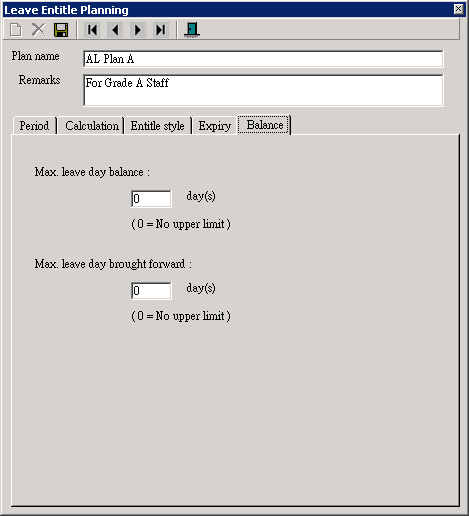 Leave Entitle Planning
Plan name AL Plan A
Remarks For Grade A Staff
Period Calculation Entitle style Expiry Balance
Max. leave day balance :
0 day(s)
( 0 = No upper limit )
Max. leave day brought forward :
0 day(s)
( 0 = No upper limit )